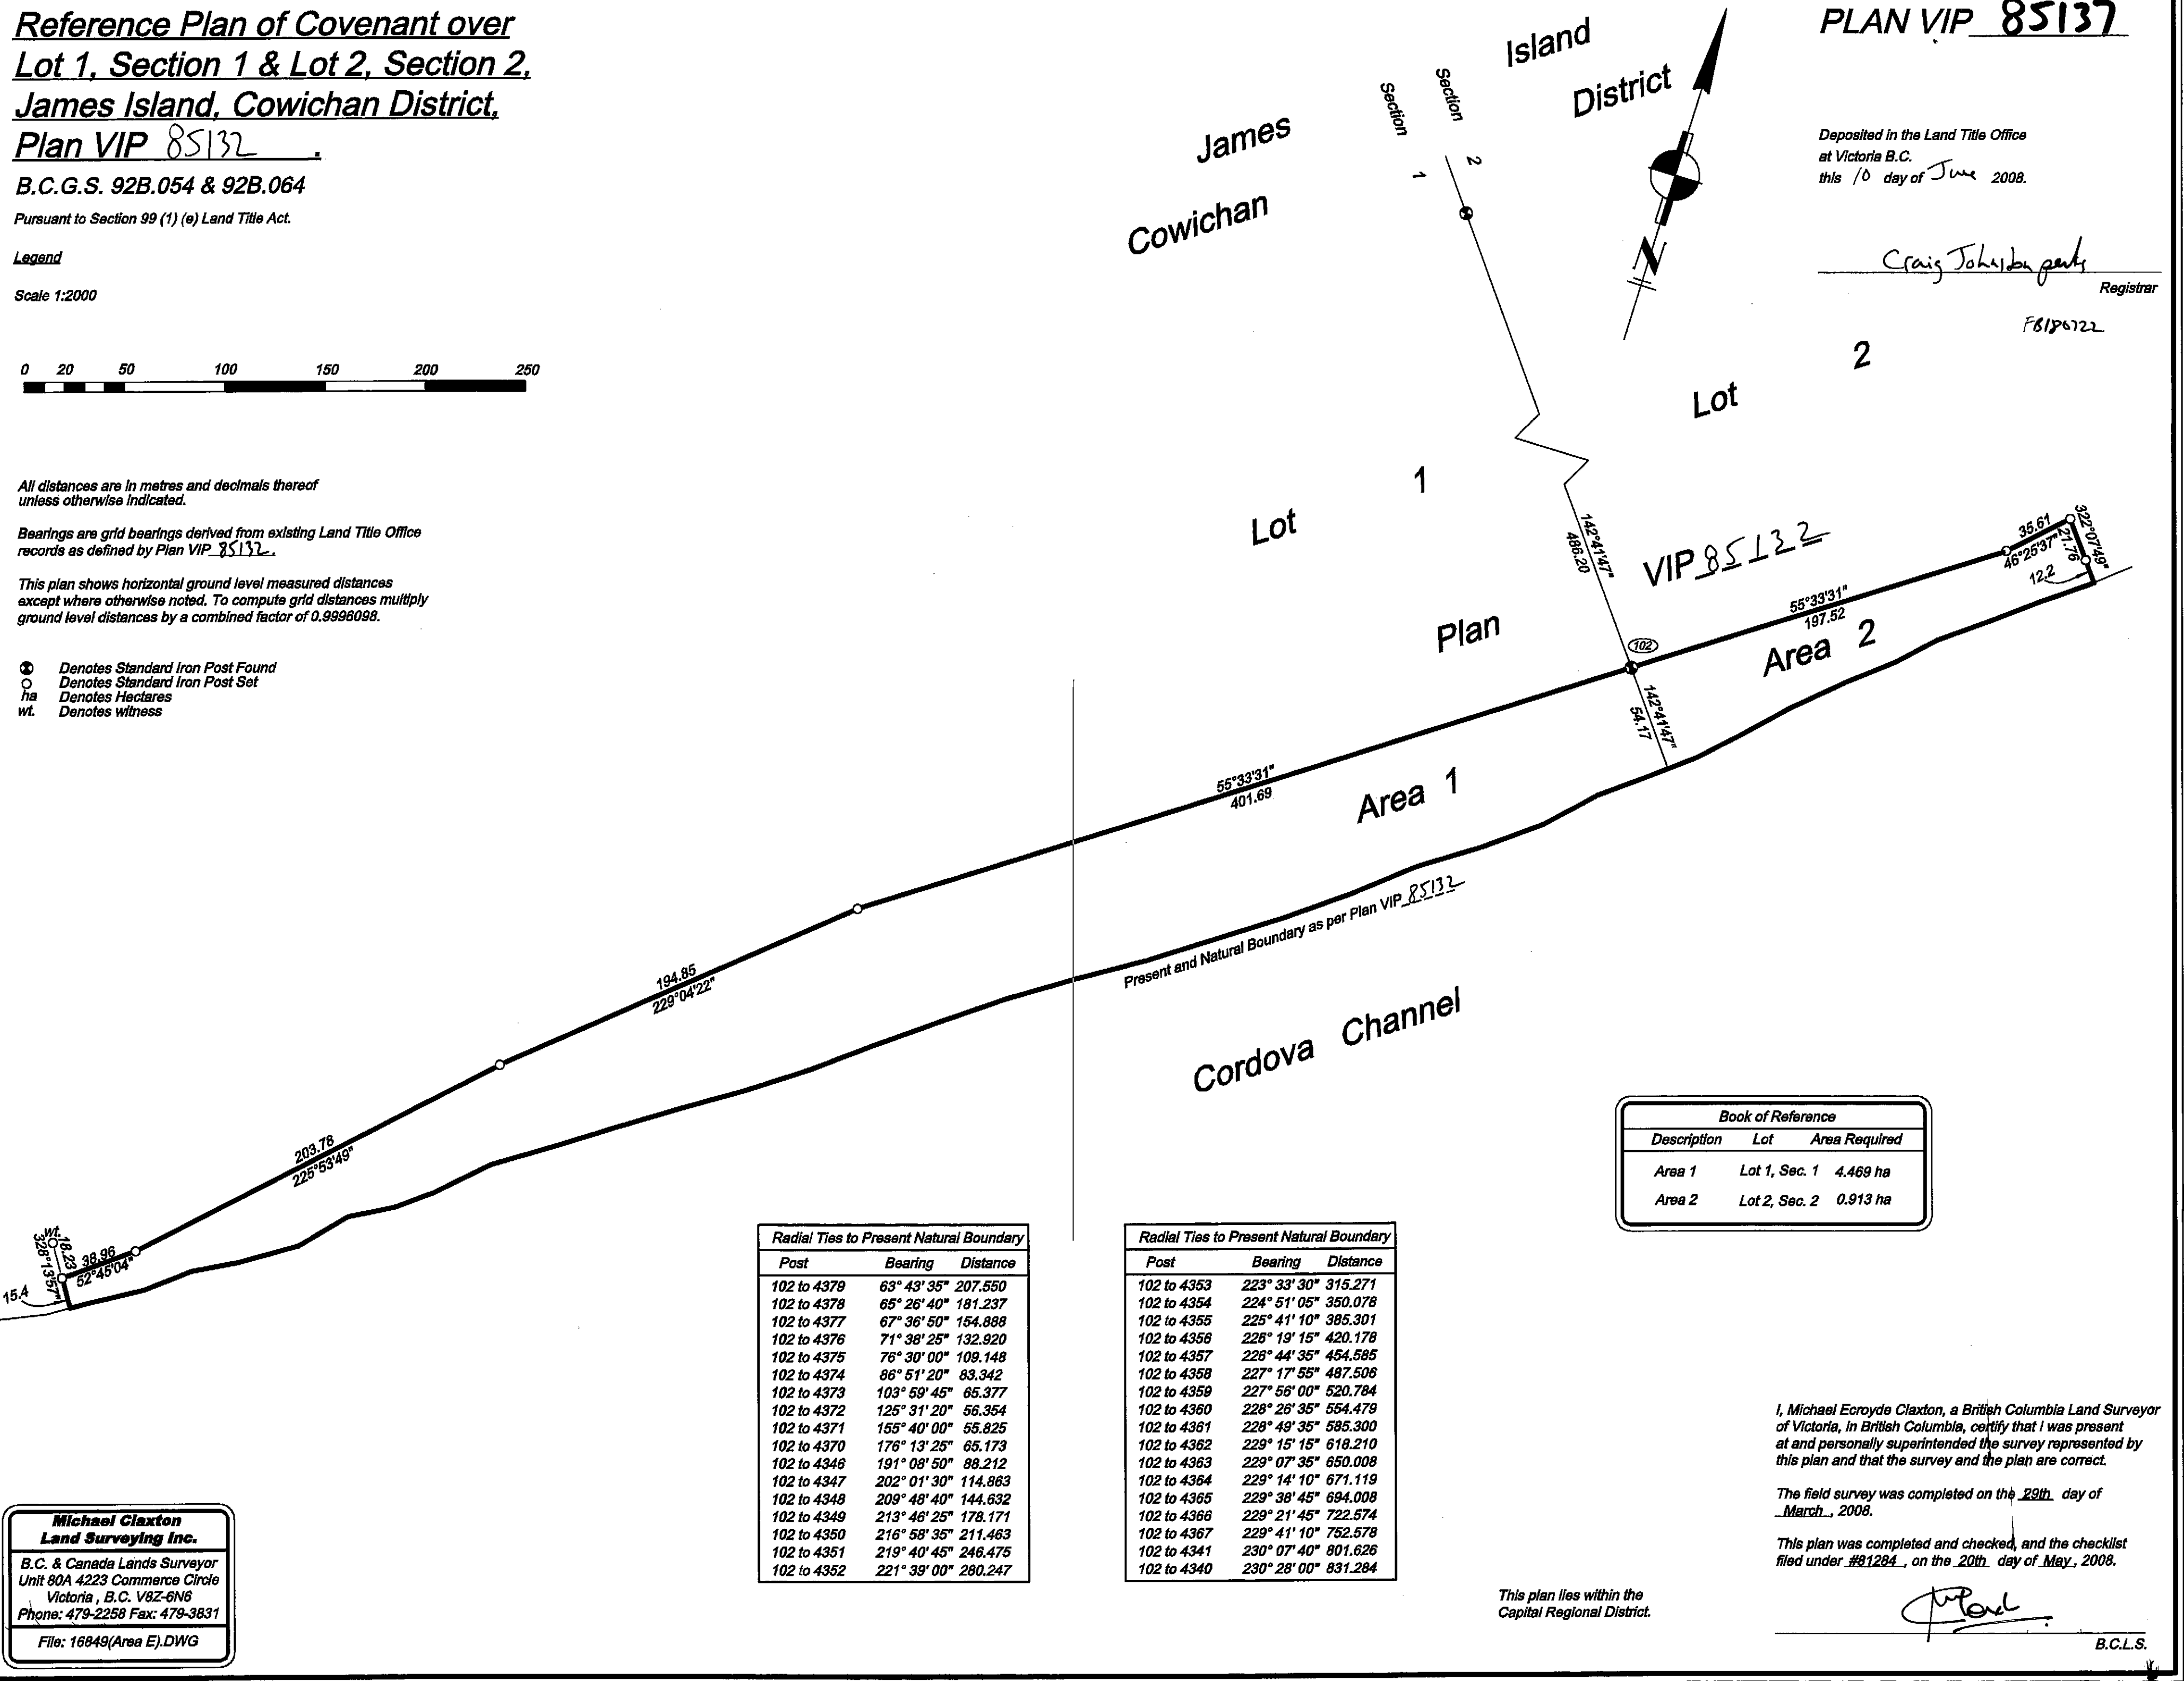 Reference Plan of Covenant over
Lot 1, Section 1 & Lot 2, Section 2,
James Island, Cowichan District,
Plan VIP 85132 .
B.C.G.S. 92B.054 & 92B.064
Pursuant to Section 99 (1) (e) Land Title Act.
Legend
Scale 1:2000
0 20 50 100 150 200 250
All distances are in metres and decimals thereof
unless otherwise indicated.
Bearings are grid bearings derived from existing Land Title Office
records as defined by Plan VIP 85132.
This plan shows horizontal ground level measured distances
except where otherwise noted. To compute grid distances multiply
ground level distances by a combined factor of 0.9996098.
Denotes Standard Iron Post Found
Denotes Standard Iron Post Set
ha Denotes Hectares
wt. Denotes witness
PLAN VIP 85137
Deposited in the Land Title Office
at Victoria B.C.
this 10 day of June 2008.
Craig Johnston
Registrar
FB180722
James Island
Cowichan District
Section 1
Section 2
N
Lot 1
Lot 2
Plan VIP 85132
142°41'47"
486.20
102
142°41'47"
54.17
55°33'31"
197.52
35.61
46°25'37"
322°07'49"
21.76
12.2
Area 2
Area 1
55°33'31"
401.69
194.85
229°04'22"
203.78
225°53'49"
38.96
52°45'04"
wt.
18.23
328°13'57"
15.4
Present and Natural Boundary as per Plan VIP 85132
Cordova Channel
Book of Reference
Description Lot Area Required
Area 1 Lot 1, Sec. 1 4.469 ha
Area 2 Lot 2, Sec. 2 0.913 ha
Radial Ties to Present Natural Boundary
Post Bearing Distance
102 to 4379 63° 43' 35" 207.550
102 to 4378 65° 26' 40" 181.237
102 to 4377 67° 36' 50" 154.888
102 to 4376 71° 38' 25" 132.920
102 to 4375 76° 30' 00" 109.148
102 to 4374 86° 51' 20" 83.342
102 to 4373 103° 59' 45" 65.377
102 to 4372 125° 31' 20" 56.354
102 to 4371 155° 40' 00" 55.825
102 to 4370 176° 13' 25" 65.173
102 to 4346 191° 08' 50" 88.212
102 to 4347 202° 01' 30" 114.863
102 to 4348 209° 48' 40" 144.632
102 to 4349 213° 46' 25" 178.171
102 to 4350 216° 58' 35" 211.463
102 to 4351 219° 40' 45" 246.475
102 to 4352 221° 39' 00" 280.247
Radial Ties to Present Natural Boundary
Post Bearing Distance
102 to 4353 223° 33' 30" 315.271
102 to 4354 224° 51' 05" 350.078
102 to 4355 225° 41' 10" 385.301
102 to 4356 226° 19' 15" 420.178
102 to 4357 226° 44' 35" 454.585
102 to 4358 227° 17' 55" 487.506
102 to 4359 227° 56' 00" 520.784
102 to 4360 228° 26' 35" 554.479
102 to 4361 228° 49' 35" 585.300
102 to 4362 229° 15' 15" 618.210
102 to 4363 229° 07' 35" 650.008
102 to 4364 229° 14' 10" 671.119
102 to 4365 229° 38' 45" 694.008
102 to 4366 229° 21' 45" 722.574
102 to 4367 229° 41' 10" 752.578
102 to 4341 230° 07' 40" 801.626
102 to 4340 230° 28' 00" 831.284
I, Michael Ecroyde Claxton, a British Columbia Land Surveyor
of Victoria, in British Columbia, certify that I was present
at and personally superintended the survey represented by
this plan and that the survey and the plan are correct.
The field survey was completed on the 29th day of
March , 2008.
This plan was completed and checked, and the checklist
filed under #81284 , on the 20th day of May , 2008.
B.C.L.S.
This plan lies within the
Capital Regional District.
Michael Claxton
Land Surveying Inc.
B.C. & Canada Lands Surveyor
Unit 80A 4223 Commerce Circle
Victoria , B.C. V8Z-6N6
Phone: 479-2258 Fax: 479-3831
File: 16849(Area E).DWG